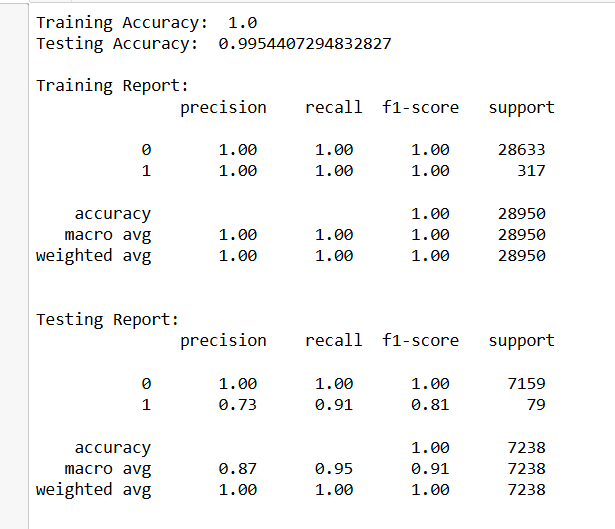 Training Accuracy:  1.0
Testing Accuracy:  0.9954407294832827
Training Report:
precision    recall  f1-score   support
0       1.00      1.00      1.00     28633
1       1.00      1.00      1.00       317
accuracy                           1.00     28950
macro avg       1.00      1.00      1.00     28950
weighted avg       1.00      1.00      1.00     28950
Testing Report:
precision    recall  f1-score   support
0       1.00      1.00      1.00      7159
1       0.73      0.91      0.81        79
accuracy                           1.00      7238
macro avg       0.87      0.95      0.91      7238
weighted avg       1.00      1.00      1.00      7238